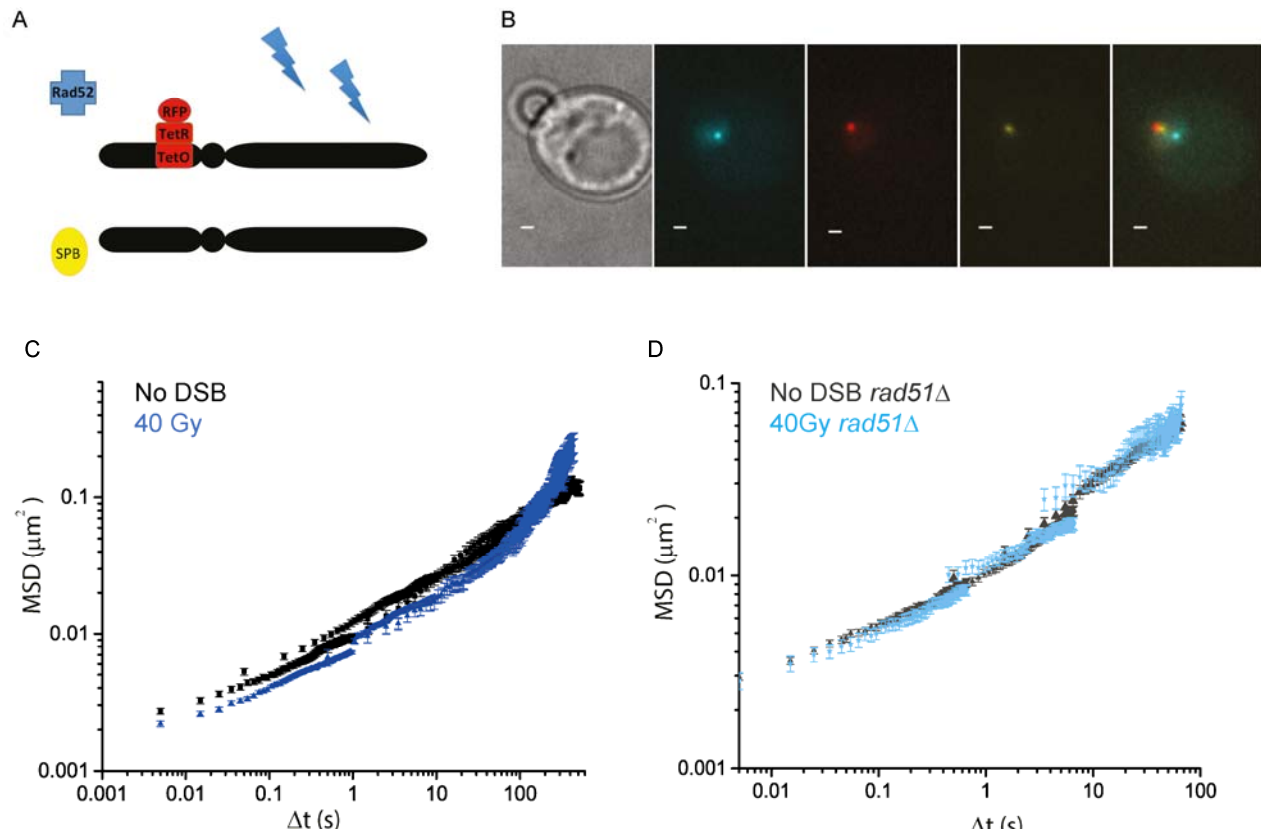 A
Rad52
RFP
TetR
TetO
SPB
B
C
No DSB
40 Gy
MSD (μm²)
0.1
0.01
0.001
0.001
0.01
0.1
1
10
100
Δt (s)
D
No DSB rad51Δ
40Gy rad51Δ
MSD (μm²)
0.1
0.01
0.001
0.01
0.1
1
10
100
Δt (s)